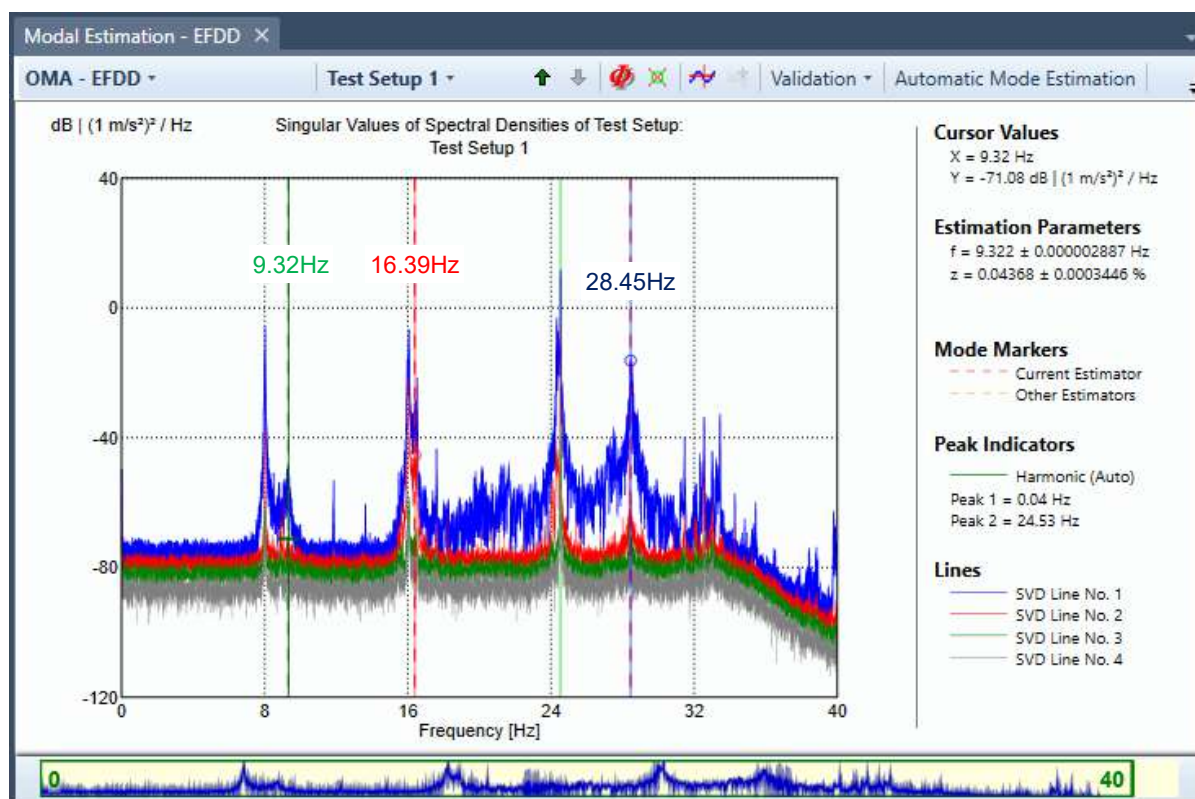 Modal Estimation - EFDD ×
OMA - EFDD
Test Setup 1
Validation
Automatic Mode Estimation
dB | (1 m/s²)² / Hz
Singular Values of Spectral Densities of Test Setup:
Test Setup 1
40
0
-40
-80
-120
0 8 16 24 32 40
Frequency [Hz]
9.32Hz
16.39Hz
28.45Hz
Cursor Values
X = 9.32 Hz
Y = -71.08 dB | (1 m/s²)² / Hz
Estimation Parameters
f = 9.322 ± 0.000002887 Hz
z = 0.04368 ± 0.0003446 %
Mode Markers
Current Estimator
Other Estimators
Peak Indicators
Harmonic (Auto)
Peak 1 = 0.04 Hz
Peak 2 = 24.53 Hz
Lines
SVD Line No. 1
SVD Line No. 2
SVD Line No. 3
SVD Line No. 4
0 40